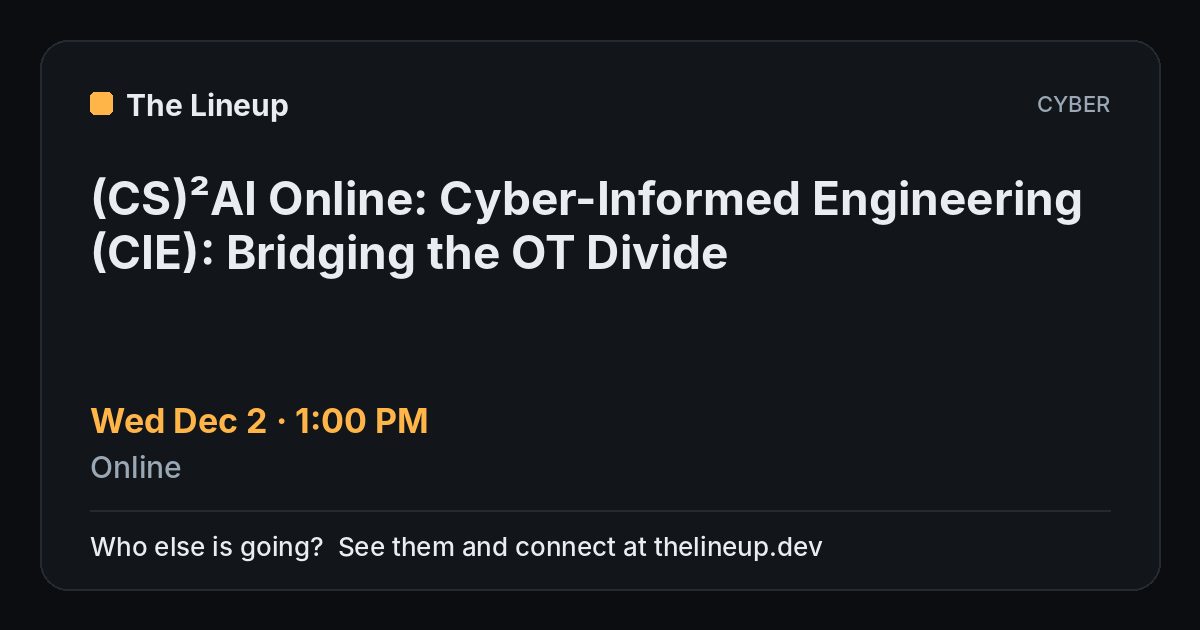 The Lineup
CYBER
(CS)²AI Online: Cyber-Informed Engineering
(CIE): Bridging the OT Divide
Wed Dec 2 · 1:00 PM
Online
Who else is going?  See them and connect at thelineup.dev